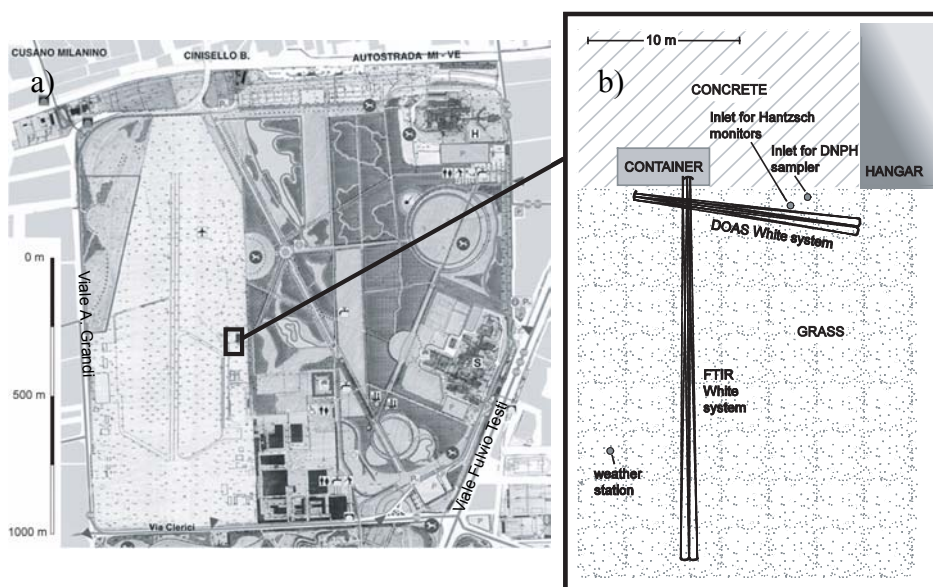 a)
CUSANO MILANINO
CINISELLO B.
AUTOSTRADA MI - VE
H
0 m
500 m
1000 m
Viale A. Grandi
S
Viale Fulvio Testi
Via Clerici
b)
10 m
CONCRETE
Inlet for Hantzsch
monitors
Inlet for DNPH
sampler
CONTAINER
HANGAR
DOAS White system
GRASS
FTIR
White
system
weather
station